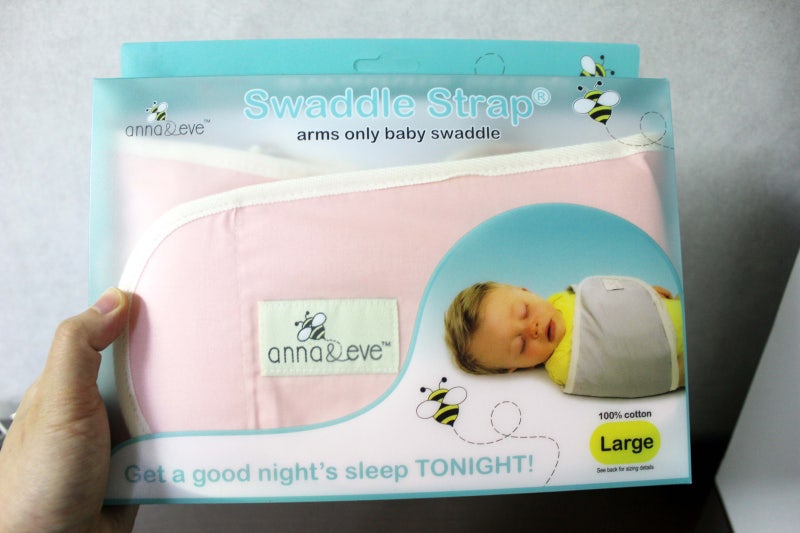 Swaddle Strap®
anna&eve™
arms only baby swaddle
anna&eve™
100% cotton
Large
See back for sizing details
Get a good night's sleep TONIGHT!